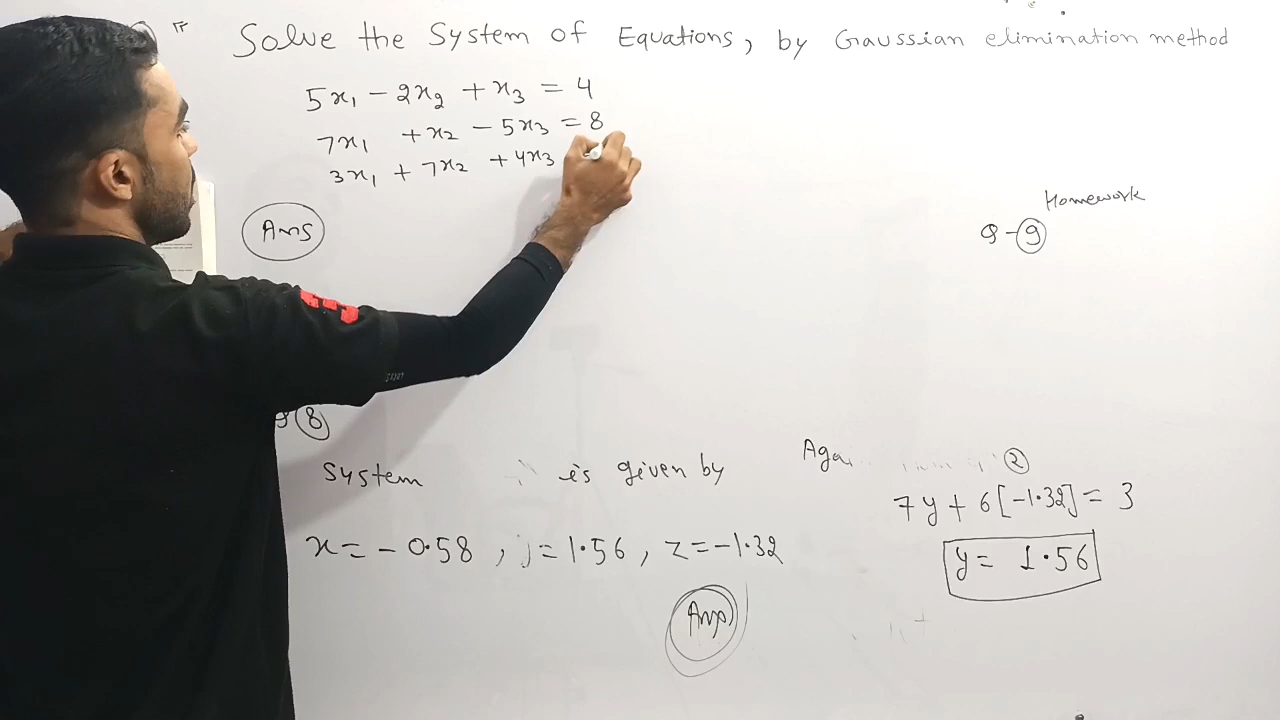 Solve the System of Equations, by Gaussian elimination method
5x₁ - 2x₂ + x₃ = 4
7x₁ + x₂ - 5x₃ = 8
3x₁ + 7x₂ + 4x₃
Ans
Homework
Q - 9
8
System is given by
x = - 0.58 , = 1.56 , z = -1.32
Ans
2
7y + 6[-1.32] = 3
y = 1.56